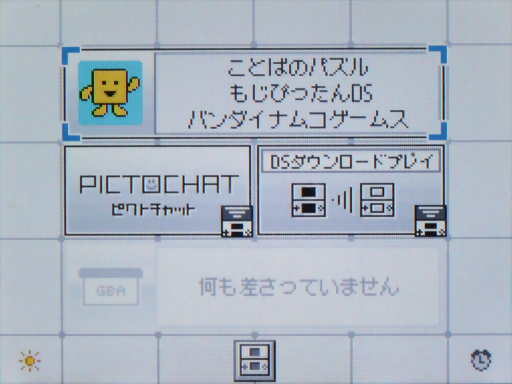 ことばのパズル
もじぴったんDS
バンダイナムコゲームス
PICTOCHAT
ピクトチャット
DSダウンロードプレイ
GBA
何も差さっていません